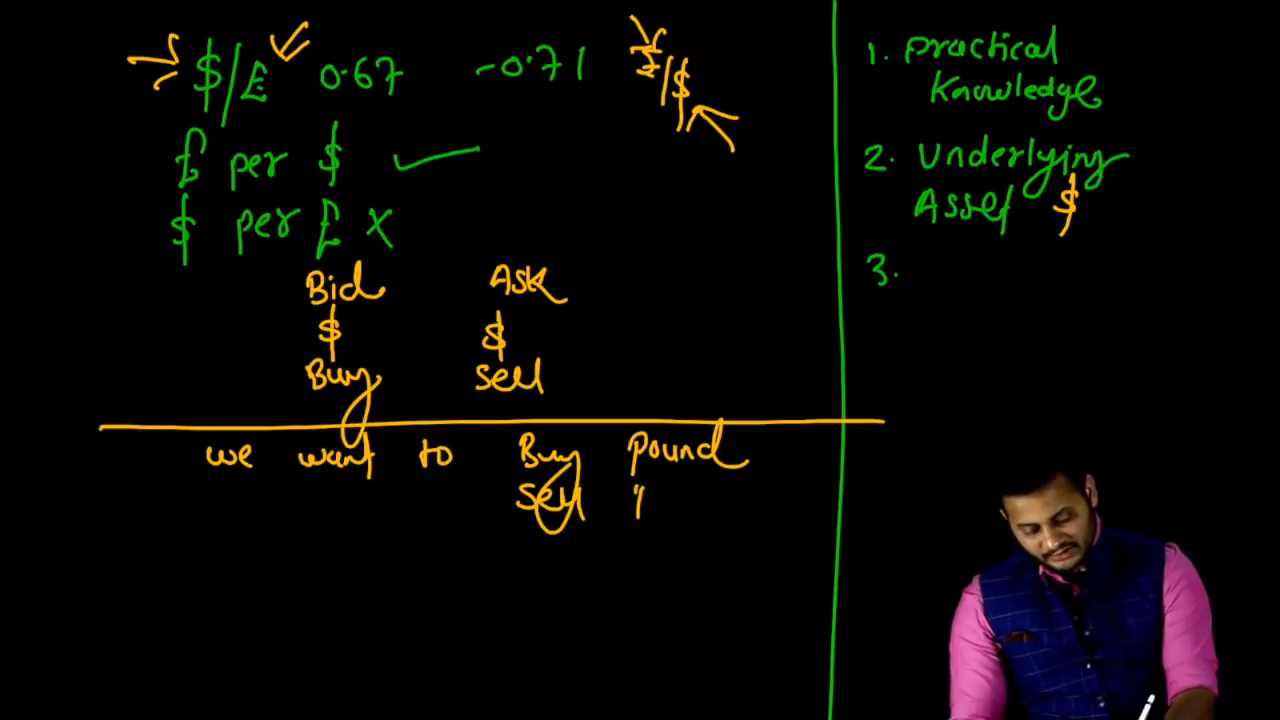 $/£ 0.67 - 0.71 £/$
£ per $ ✓
$ per £ X
Bid Ask
$ $
Buy Sell
we want to Buy pound
Sell "
1. Practical
Knowledge
2. Underlying
Asset $
3.